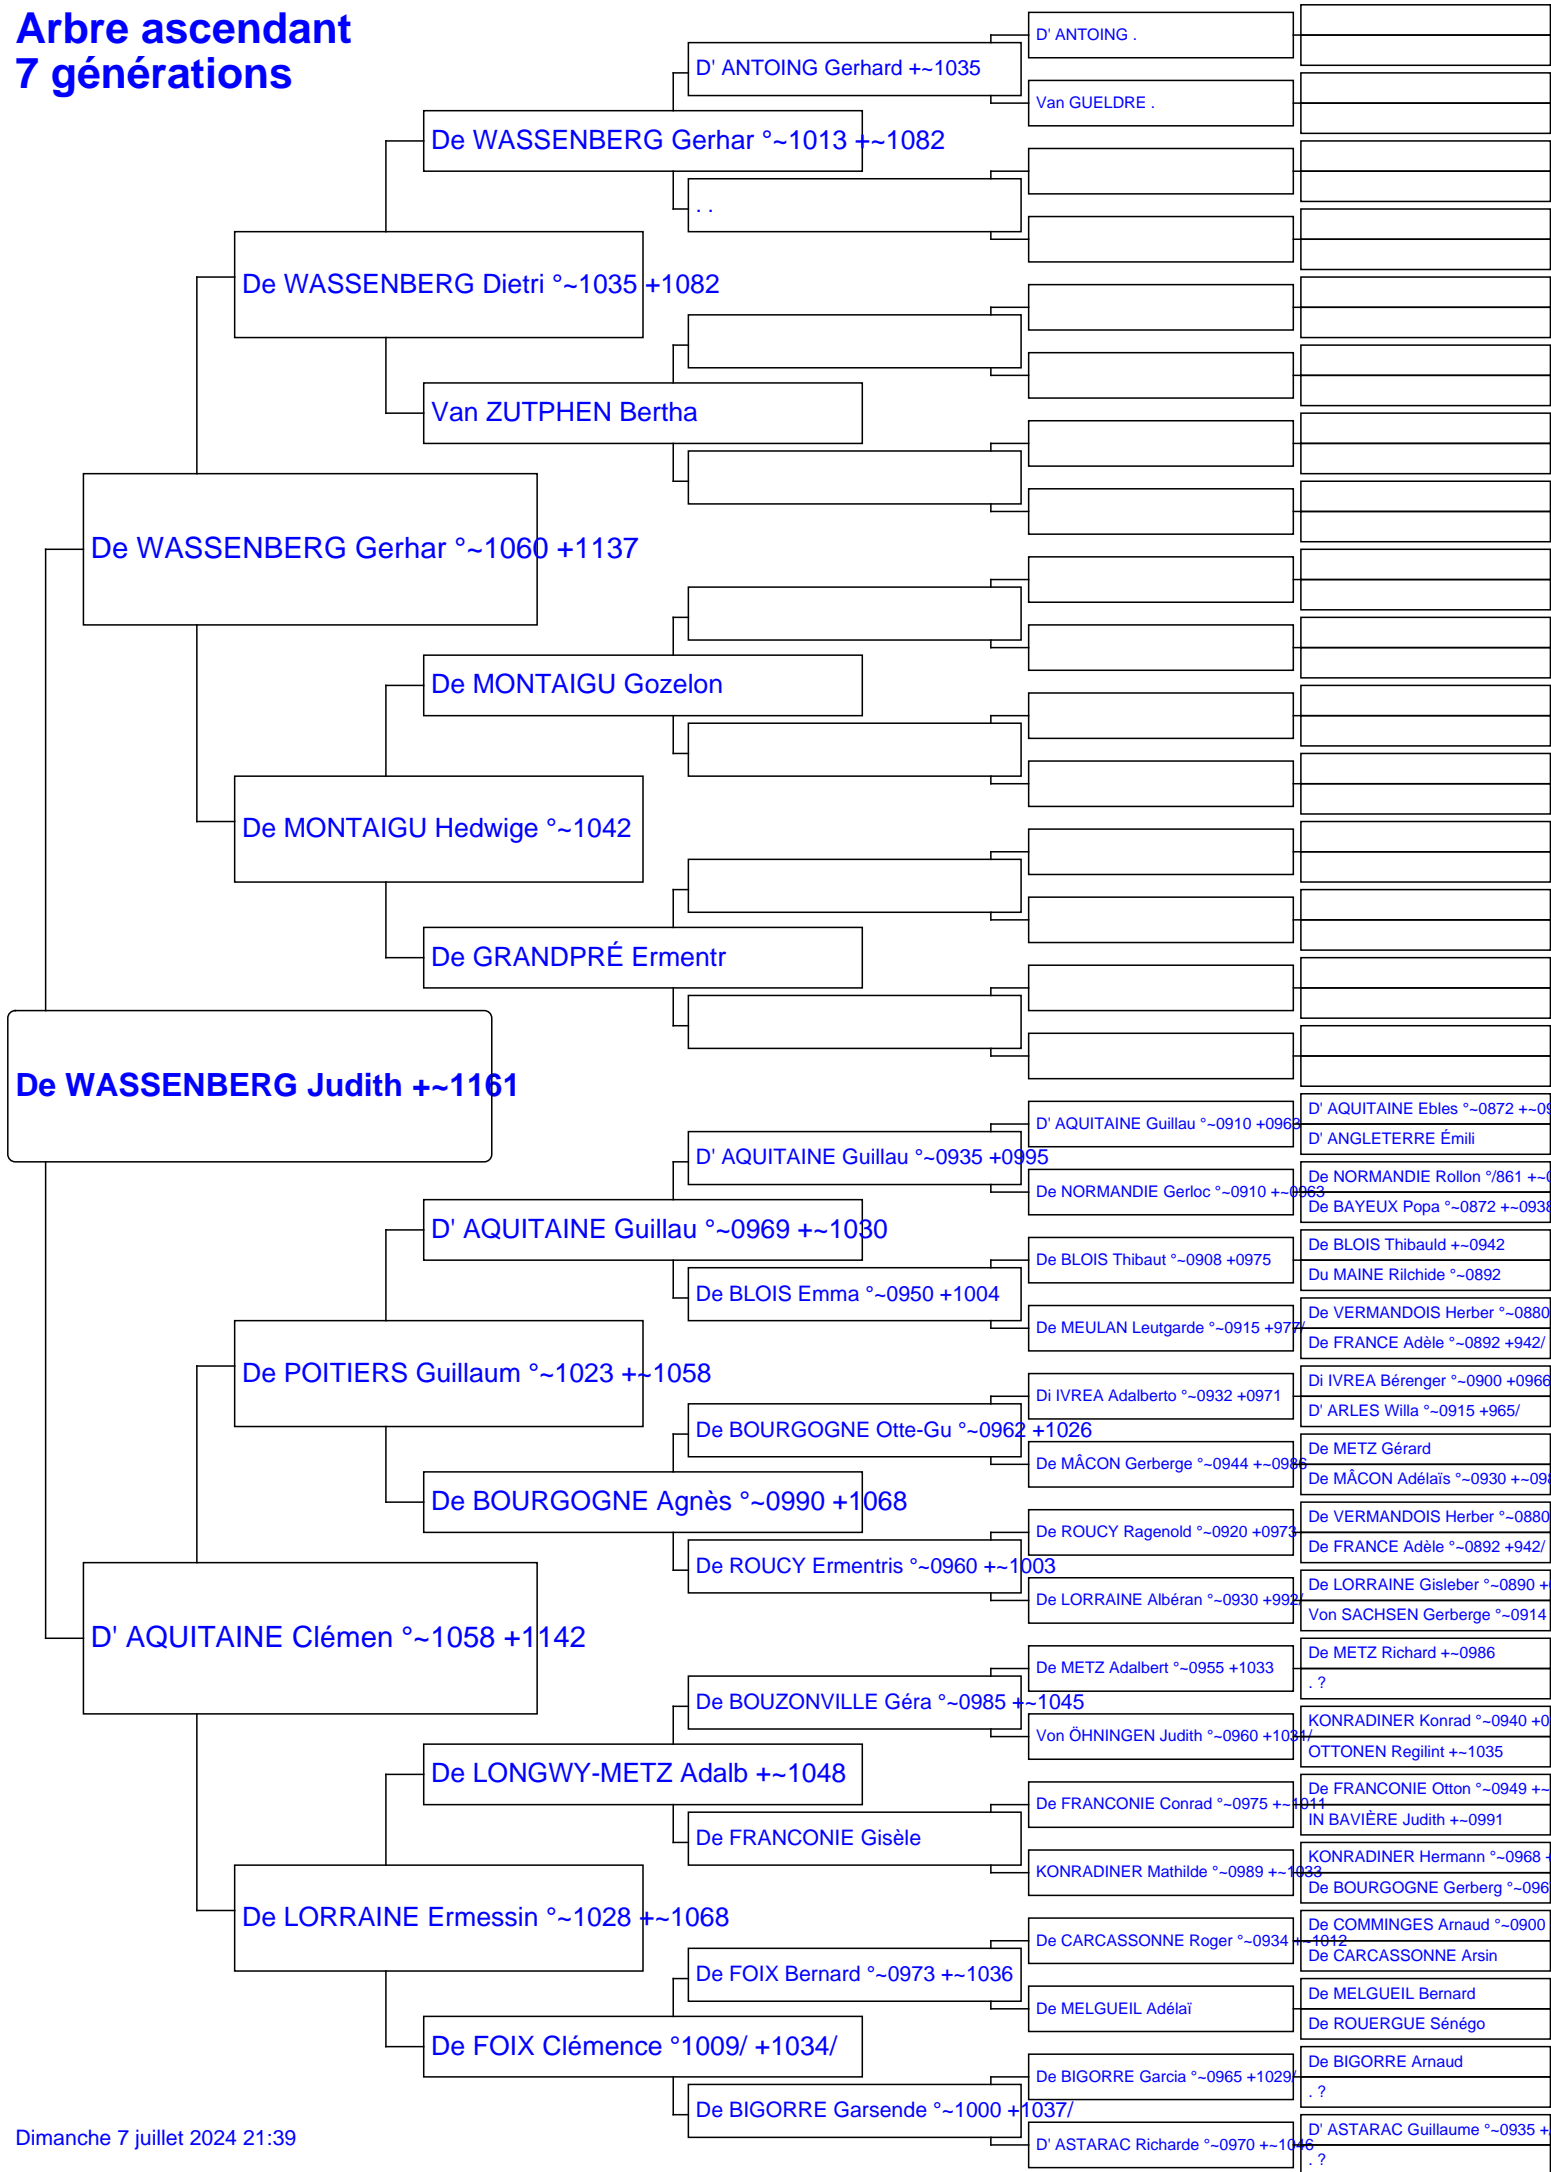 Arbre ascendant
7 générations
D' ANTOING .
D' ANTOING Gerhard +~1035
Van GUELDRE .
De WASSENBERG Gerhar °~1013 +~1082
. .
De WASSENBERG Dietri °~1035 +1082
Van ZUTPHEN Bertha
De WASSENBERG Gerhar °~1060 +1137
De MONTAIGU Gozelon
De MONTAIGU Hedwige °~1042
De GRANDPRÉ Ermentr
De WASSENBERG Judith +~1161
D' AQUITAINE Ebles °~0872 +~09
D' AQUITAINE Guillau °~0910 +0963
D' ANGLETERRE Émili
D' AQUITAINE Guillau °~0935 +0995
De NORMANDIE Rollon °/861 +~0
De NORMANDIE Gerloc °~0910 +~0963
De BAYEUX Popa °~0872 +~0938
D' AQUITAINE Guillau °~0969 +~1030
De BLOIS Thibauld +~0942
De BLOIS Thibaut °~0908 +0975
Du MAINE Rilchide °~0892
De BLOIS Emma °~0950 +1004
De VERMANDOIS Herber °~0880
De MEULAN Leutgarde °~0915 +977/
De FRANCE Adèle °~0892 +942/
De POITIERS Guillaum °~1023 +~1058
Di IVREA Bérenger °~0900 +0966
Di IVREA Adalberto °~0932 +0971
D' ARLES Willa °~0915 +965/
De BOURGOGNE Otte-Gu °~0962 +1026
De METZ Gérard
De MÂCON Gerberge °~0944 +~0986
De MÂCON Adélaïs °~0930 +~098
De BOURGOGNE Agnès °~0990 +1068
De VERMANDOIS Herber °~0880
De ROUCY Ragenold °~0920 +0973
De FRANCE Adèle °~0892 +942/
De ROUCY Ermentris °~0960 +~1003
De LORRAINE Gisleber °~0890 +
De LORRAINE Albéran °~0930 +992/
Von SACHSEN Gerberge °~0914
D' AQUITAINE Clémen °~1058 +1142
De METZ Richard +~0986
De METZ Adalbert °~0955 +1033
. ?
De BOUZONVILLE Géra °~0985 +~1045
KONRADINER Konrad °~0940 +0
Von ÖHNINGEN Judith °~0960 +1031/
OTTONEN Regilint +~1035
De LONGWY-METZ Adalb +~1048
De FRANCONIE Otton °~0949 +~
De FRANCONIE Conrad °~0975 +~1011
IN BAVIÈRE Judith +~0991
De FRANCONIE Gisèle
KONRADINER Hermann °~0968 +
KONRADINER Mathilde °~0989 +~1033
De BOURGOGNE Gerberg °~096
De LORRAINE Ermessin °~1028 +~1068
De COMMINGES Arnaud °~0900
De CARCASSONNE Roger °~0934 +~1012
De CARCASSONNE Arsin
De FOIX Bernard °~0973 +~1036
De MELGUEIL Bernard
De MELGUEIL Adélaï
De ROUERGUE Sénégo
De FOIX Clémence °1009/ +1034/
De BIGORRE Arnaud
De BIGORRE Garcia °~0965 +1029/
. ?
De BIGORRE Garsende °~1000 +1037/
D' ASTARAC Guillaume °~0935 +
D' ASTARAC Richarde °~0970 +~1046
. ?
Dimanche 7 juillet 2024 21:39